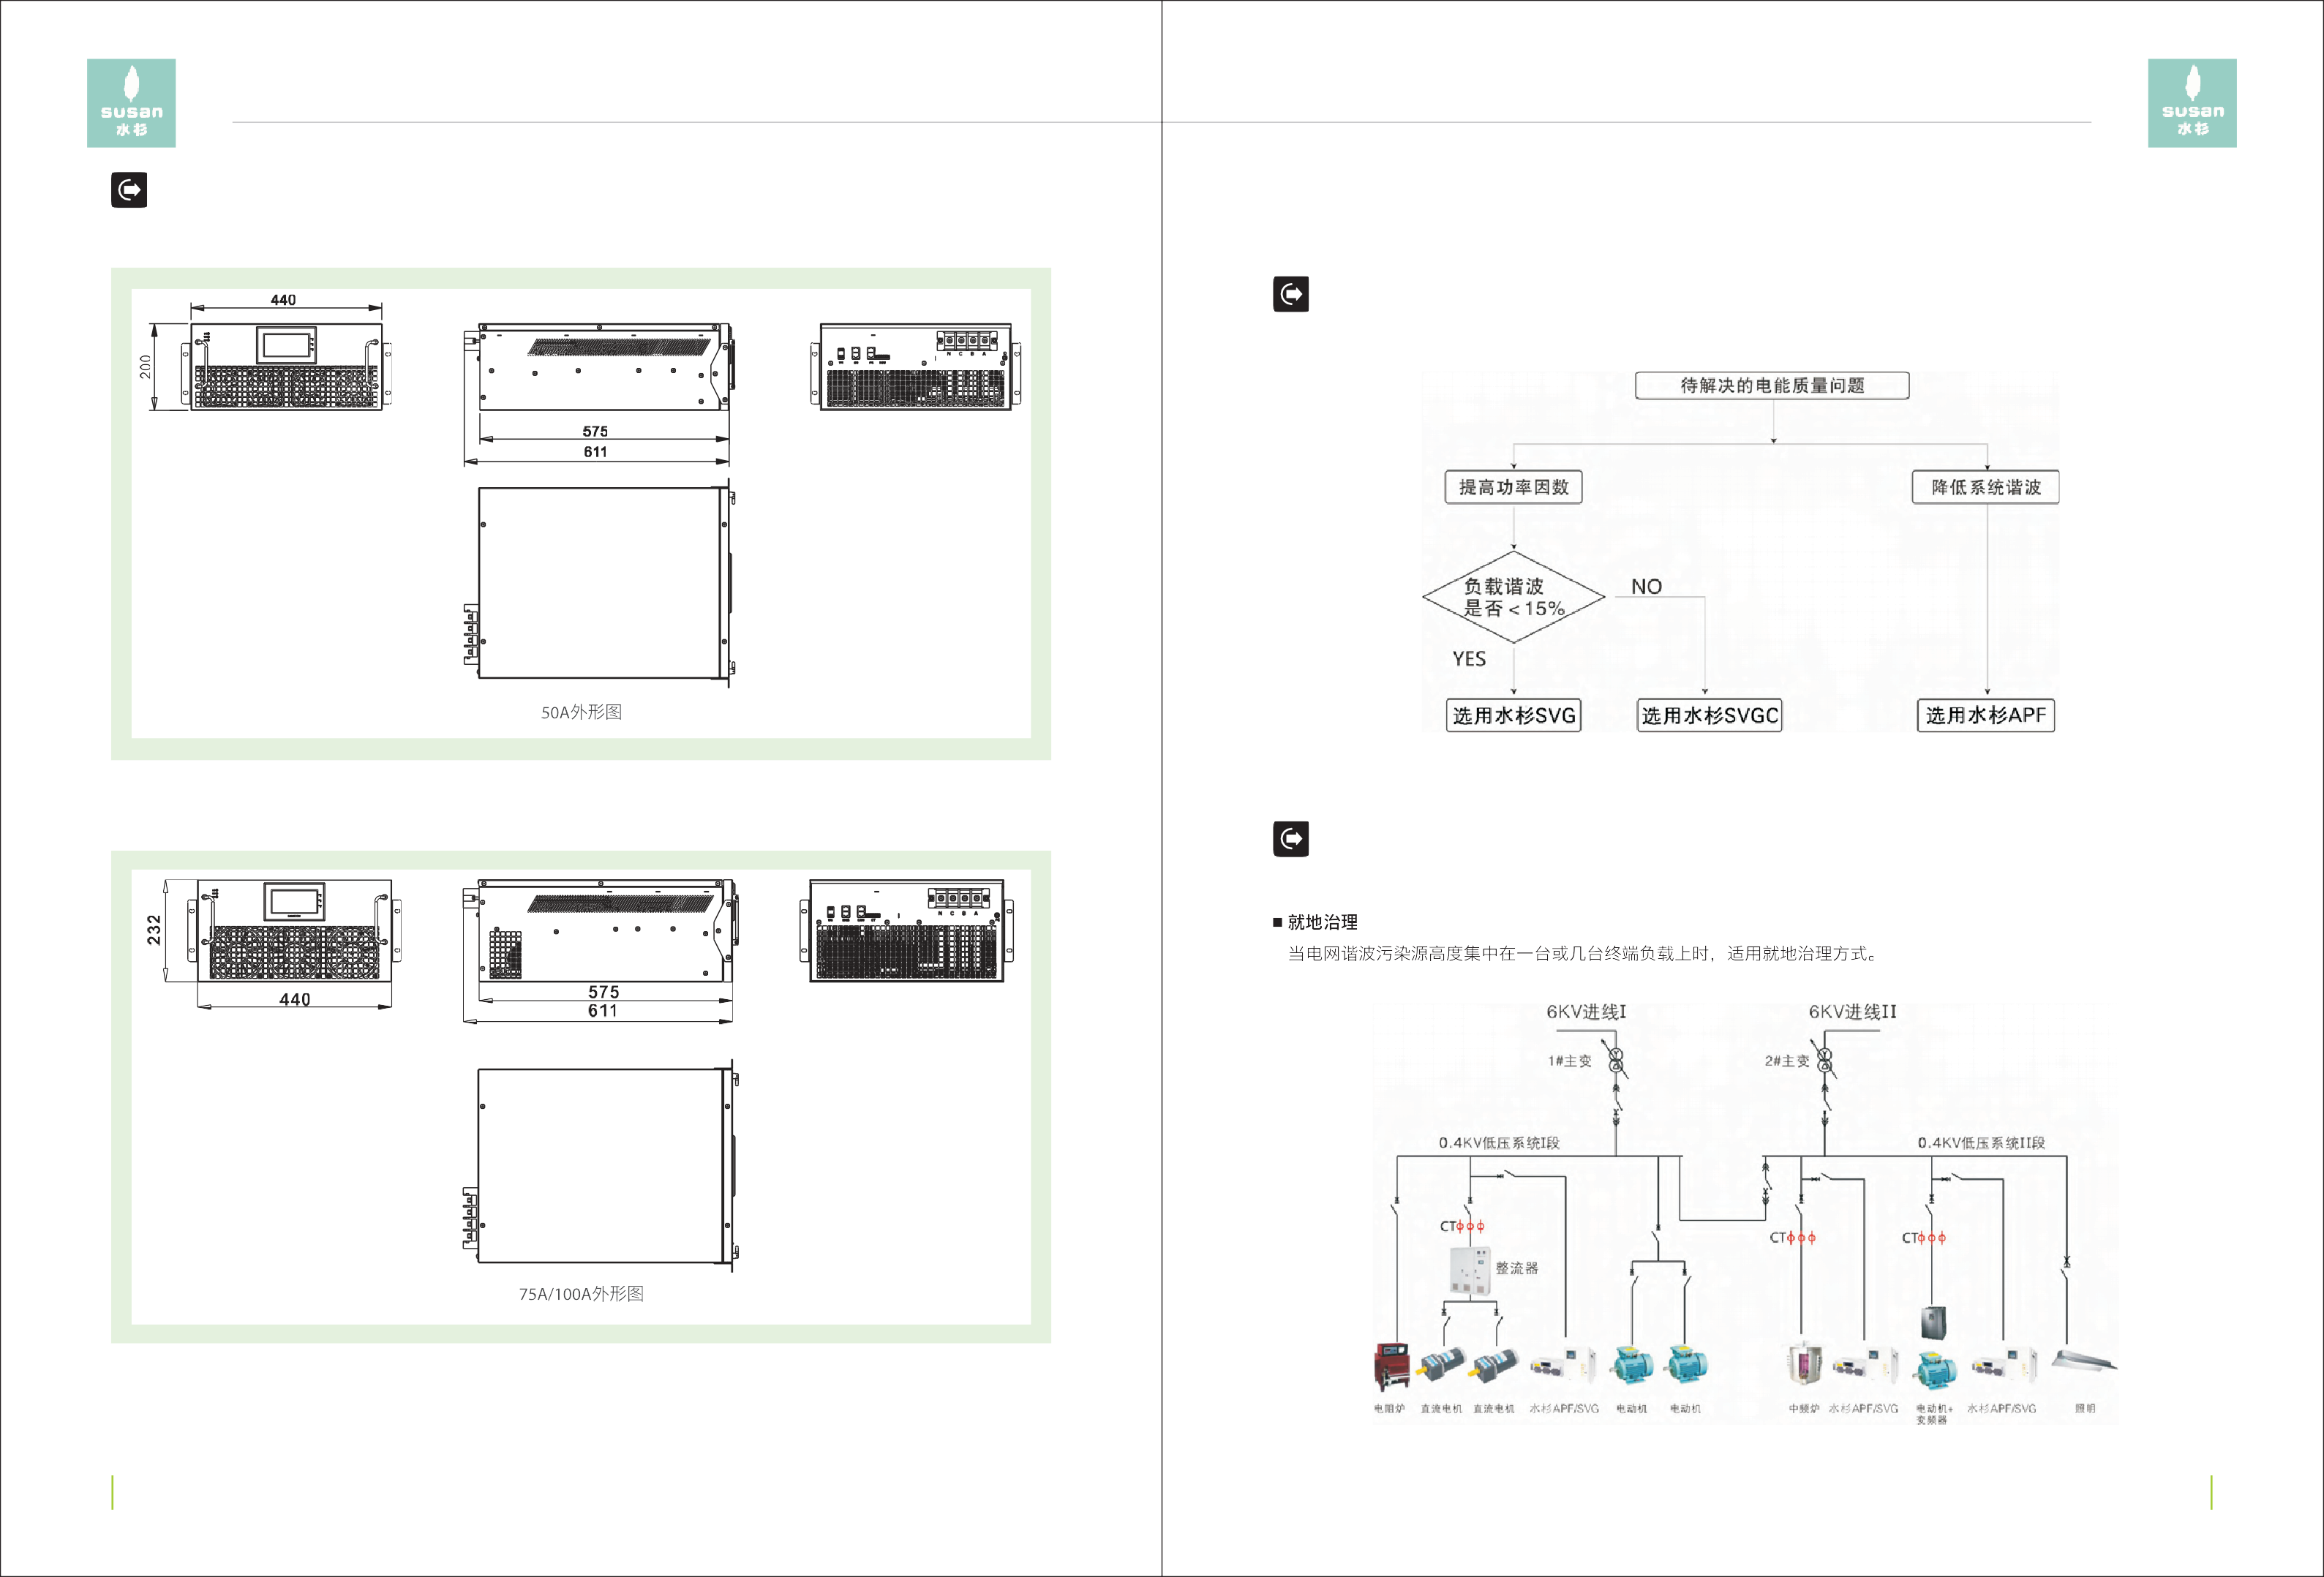 susan
水杉
susan
水杉
440
200
N C B A
575
611
50A外形图
232
440
N C B A
575
611
75A/100A外形图
待解决的电能质量问题
提高功率因数
降低系统谐波
负载谐波
是否<15%
NO
YES
选用水杉SVG
选用水杉SVGC
选用水杉APF
■ 就地治理
当电网谐波污染源高度集中在一台或几台终端负载上时，适用就地治理方式。
6KV进线I
6KV进线II
1#主变
2#主变
0.4KV低压系统I段
0.4KV低压系统II段
CT
CT
CT
整流器
电阻炉
直流电机
直流电机
水杉APF/SVG
电动机
电动机
中频炉
水杉APF/SVG
电动机+
变频器
水杉APF/SVG
照明